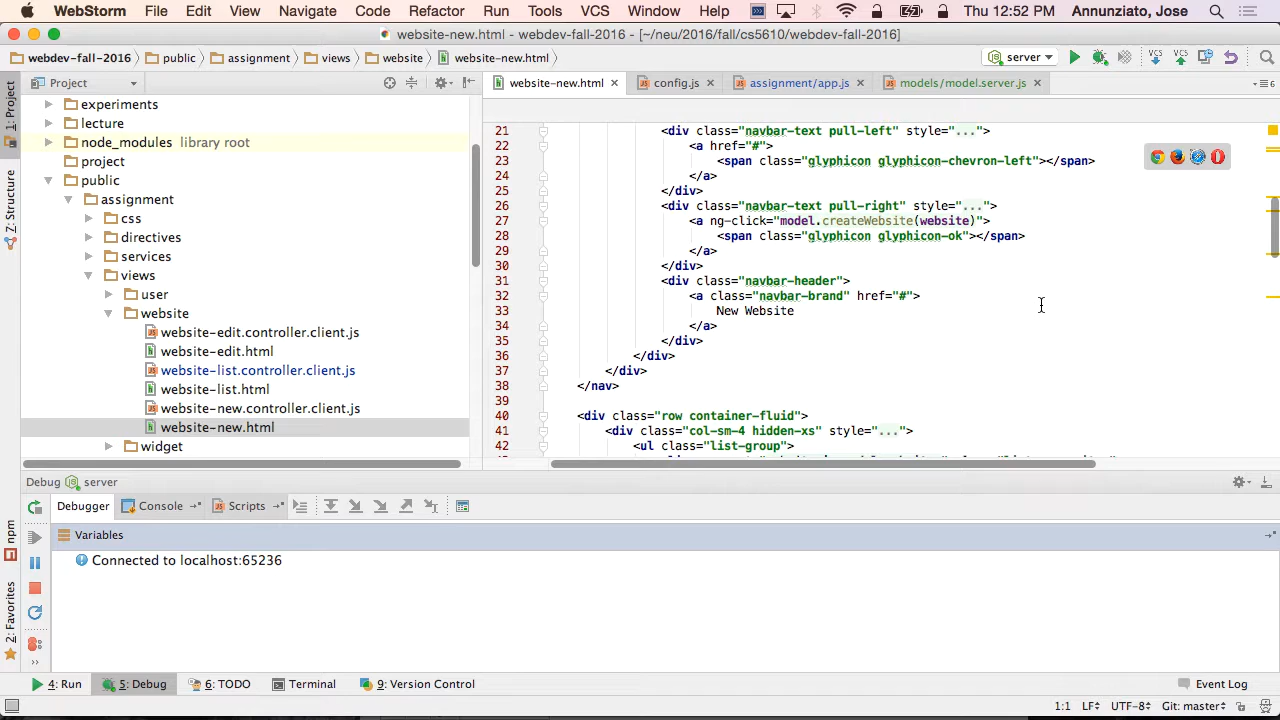 WebStorm File Edit View Navigate Code Refactor Run Tools VCS Window Help Thu 12:52 PM Annunziato, Jose
website-new.html - webdev-fall-2016 - [~/neu/2016/fall/cs5610/webdev-fall-2016]
webdev-fall-2016 public assignment views website website-new.html server VCS VCS
Project website-new.html config.js assignment/app.js models/model.server.js 6
1: Project
Z: Structure
npm
2: Favorites
experiments
lecture
node_modules library root
project
public
assignment
css
directives
services
views
user
website
website-edit.controller.client.js
website-edit.html
website-list.controller.client.js
website-list.html
website-new.controller.client.js
website-new.html
widget
21 <div class="navbar-text pull-left" style="...">
22 <a href="#">
23 <span class="glyphicon glyphicon-chevron-left"></span>
24 </a>
25 </div>
26 <div class="navbar-text pull-right" style="...">
27 <a ng-click="model.createWebsite(website)">
28 <span class="glyphicon glyphicon-ok"></span>
29 </a>
30 </div>
31 <div class="navbar-header">
32 <a class="navbar-brand" href="#">
33 New Website
34 </a>
35 </div>
36 </div>
37 </div>
38 </nav>
39
40 <div class="row container-fluid">
41 <div class="col-sm-4 hidden-xs" style="...">
42 <ul class="list-group">
Debug server
Debugger Console Scripts
Variables
Connected to localhost:65236
4: Run 5: Debug 6: TODO Terminal 9: Version Control Event Log
1:1 LF UTF-8 Git: master